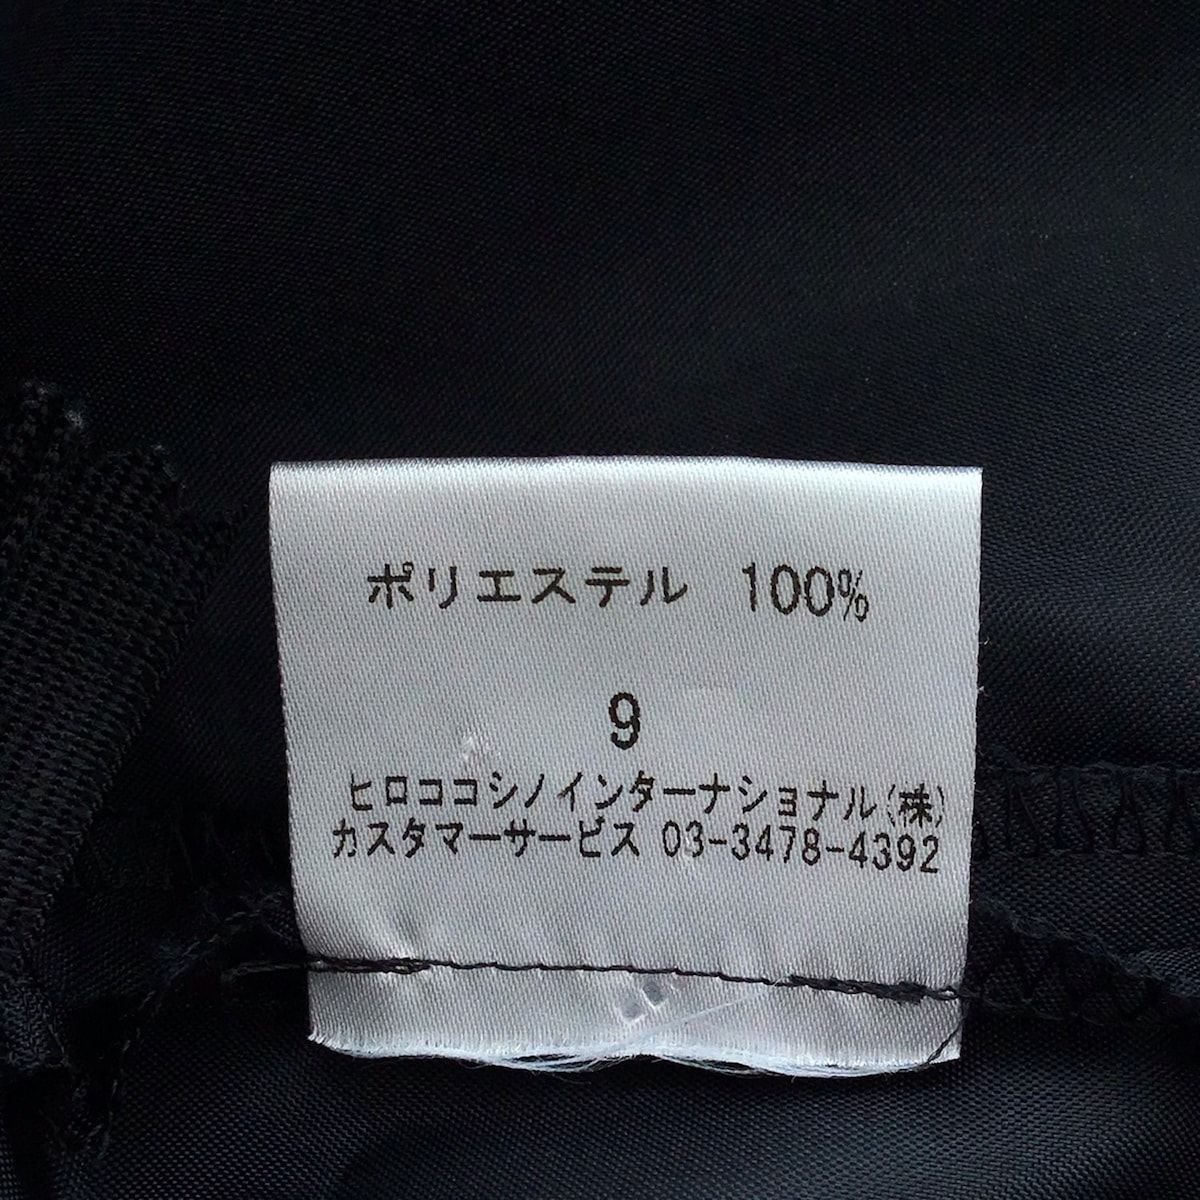 ポリエステル 100%
9
ヒロココシノインターナショナル(株)
カスタマーサービス 03-3478-4392